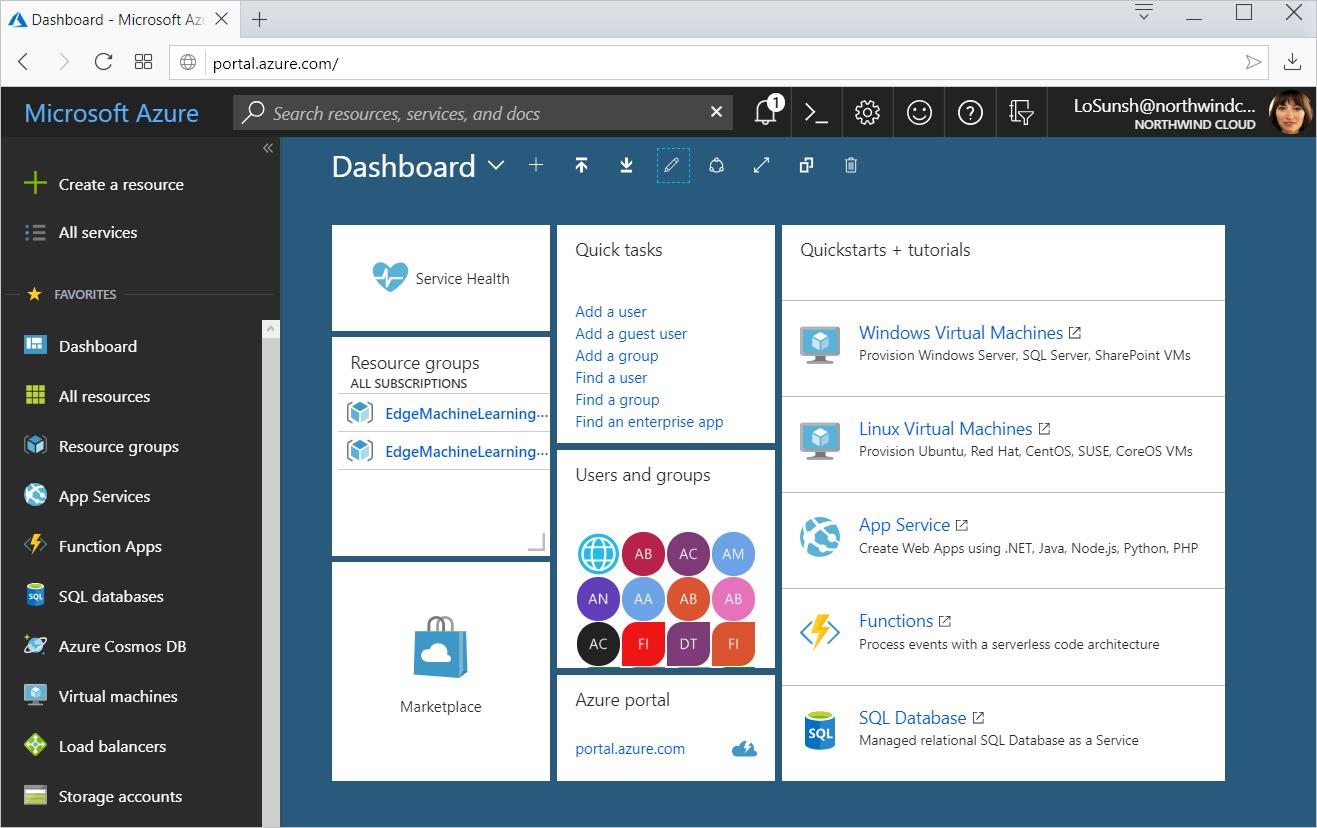 Dashboard - Microsoft Az
portal.azure.com/
Microsoft Azure
Search resources, services, and docs
1
LoSunsh@northwindc...
NORTHWIND CLOUD
Create a resource
All services
FAVORITES
Dashboard
All resources
Resource groups
App Services
Function Apps
SQL
SQL databases
Azure Cosmos DB
Virtual machines
Load balancers
Storage accounts
Dashboard
Service Health
Resource groups
ALL SUBSCRIPTIONS
EdgeMachineLearning...
EdgeMachineLearning...
Marketplace
Quick tasks
Add a user
Add a guest user
Add a group
Find a user
Find a group
Find an enterprise app
Users and groups
AB AC AM
AN AA AB AB
AC FI DT FI
Azure portal
portal.azure.com
Quickstarts + tutorials
Windows Virtual Machines
Provision Windows Server, SQL Server, SharePoint VMs
Linux Virtual Machines
Provision Ubuntu, Red Hat, CentOS, SUSE, CoreOS VMs
App Service
Create Web Apps using .NET, Java, Node.js, Python, PHP
Functions
Process events with a serverless code architecture
SQL
SQL Database
Managed relational SQL Database as a Service